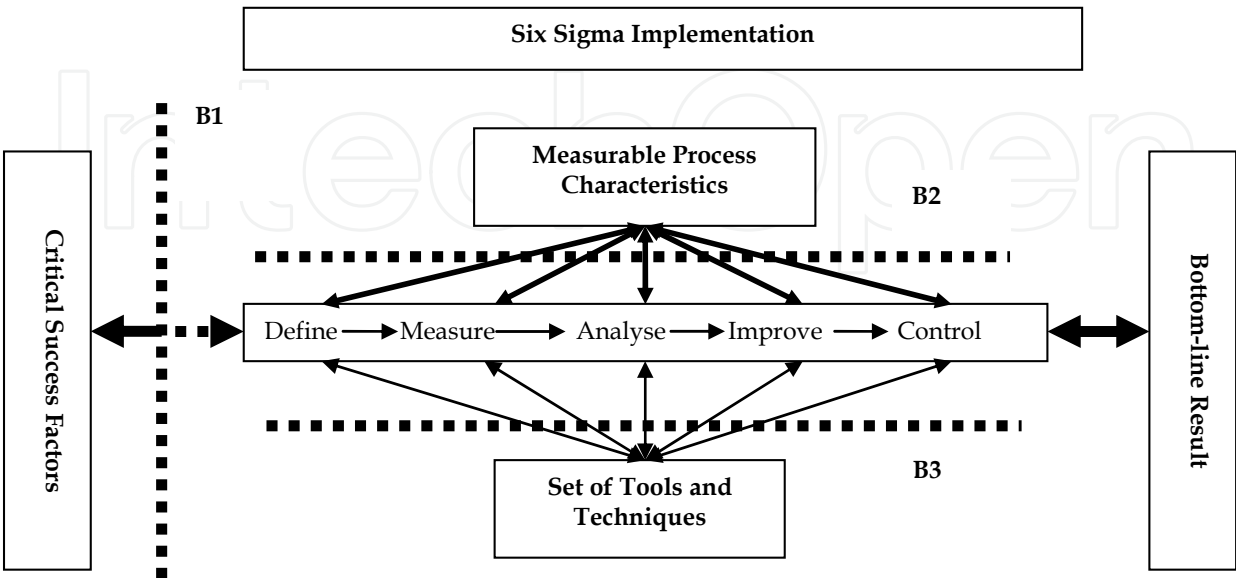 Six Sigma Implementation
IntechOpen
B1
Measurable Process
Characteristics
B2
Critical Success Factors
Define Measure Analyse Improve Control
Bottom-line Result
Set of Tools and
Techniques
B3